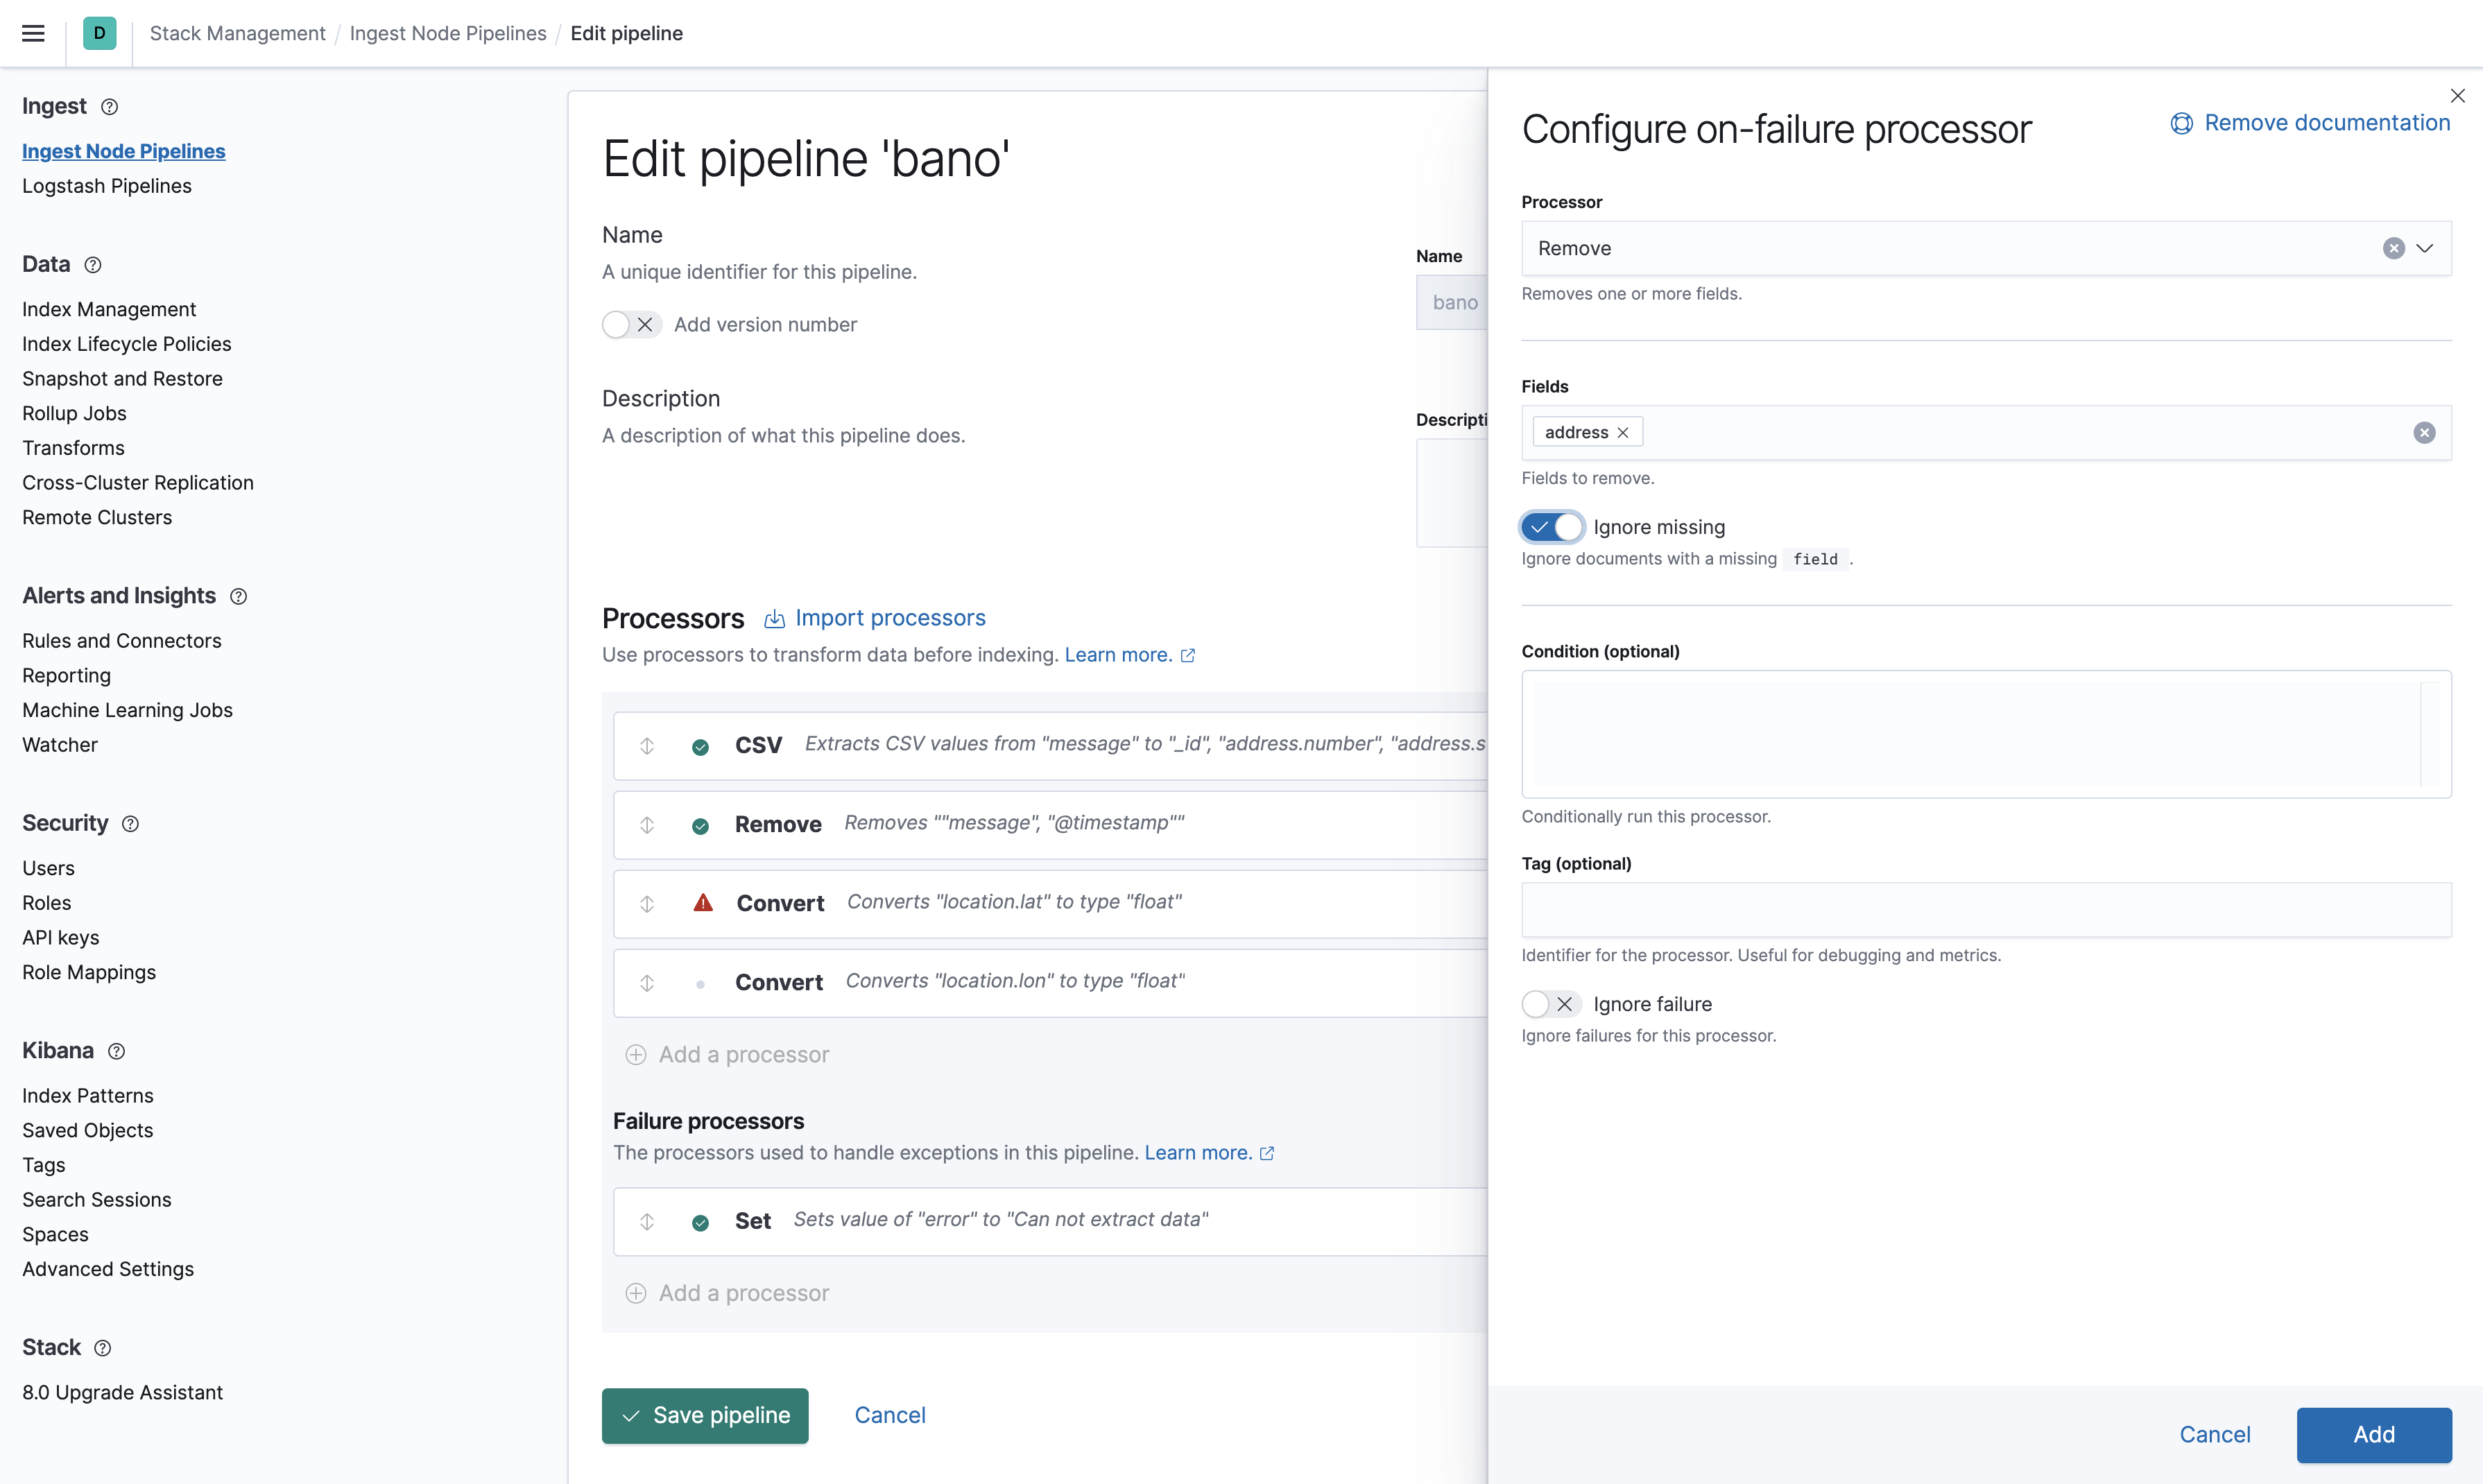 D Stack Management / Ingest Node Pipelines / Edit pipeline
Ingest
Ingest Node Pipelines
Logstash Pipelines
Data
Index Management
Index Lifecycle Policies
Snapshot and Restore
Rollup Jobs
Transforms
Cross-Cluster Replication
Remote Clusters
Alerts and Insights
Rules and Connectors
Reporting
Machine Learning Jobs
Watcher
Security
Users
Roles
API keys
Role Mappings
Kibana
Index Patterns
Saved Objects
Tags
Search Sessions
Spaces
Advanced Settings
Stack
8.0 Upgrade Assistant
Edit pipeline 'bano'
Name
A unique identifier for this pipeline.
Add version number
Name
bano
Description
A description of what this pipeline does.
Descripti
Processors Import processors
Use processors to transform data before indexing. Learn more.
CSV Extracts CSV values from "message" to "_id", "address.number", "address.s
Remove Removes ""message", "@timestamp""
Convert Converts "location.lat" to type "float"
Convert Converts "location.lon" to type "float"
Add a processor
Failure processors
The processors used to handle exceptions in this pipeline. Learn more.
Set Sets value of "error" to "Can not extract data"
Add a processor
Save pipeline Cancel
Configure on-failure processor
Remove documentation
Processor
Remove
Removes one or more fields.
Fields
address
Fields to remove.
Ignore missing
Ignore documents with a missing field .
Condition (optional)
Conditionally run this processor.
Tag (optional)
Identifier for the processor. Useful for debugging and metrics.
Ignore failure
Ignore failures for this processor.
Cancel Add